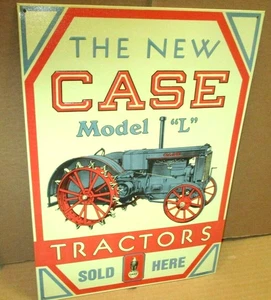 THE NEW
CASE
Model "L"
TRACTORS
SOLD HERE